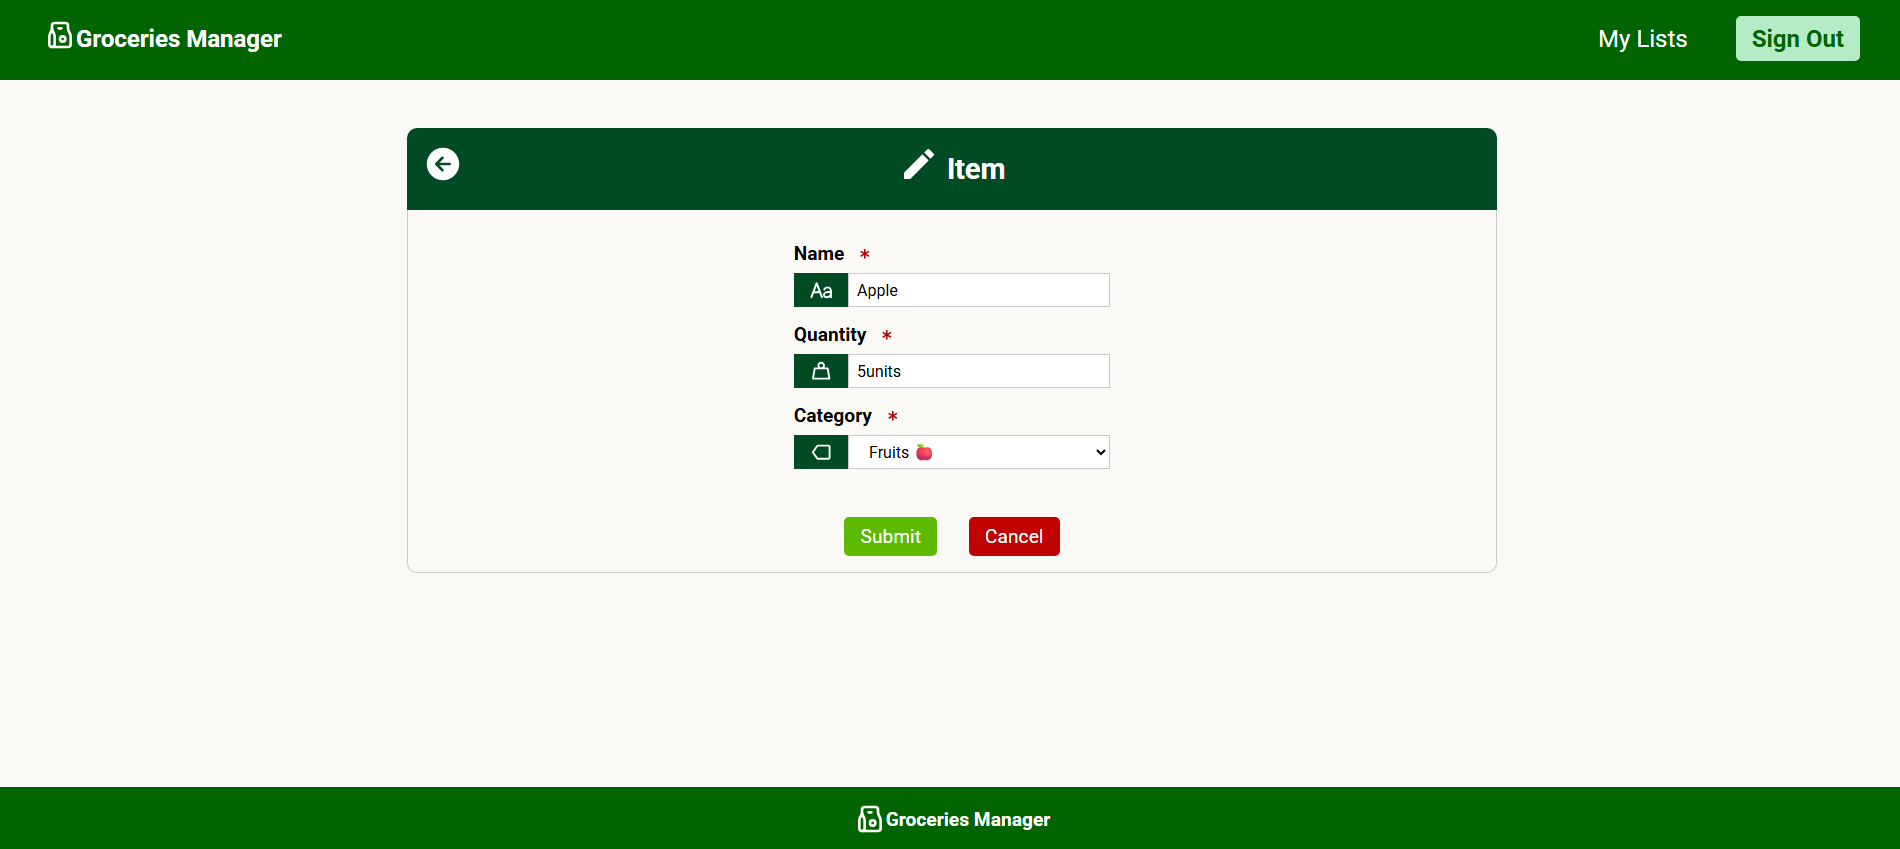 Groceries Manager
My Lists
Sign Out
Item
Name *
Aa Apple
Quantity *
5units
Category *
Fruits
Submit
Cancel
Groceries Manager